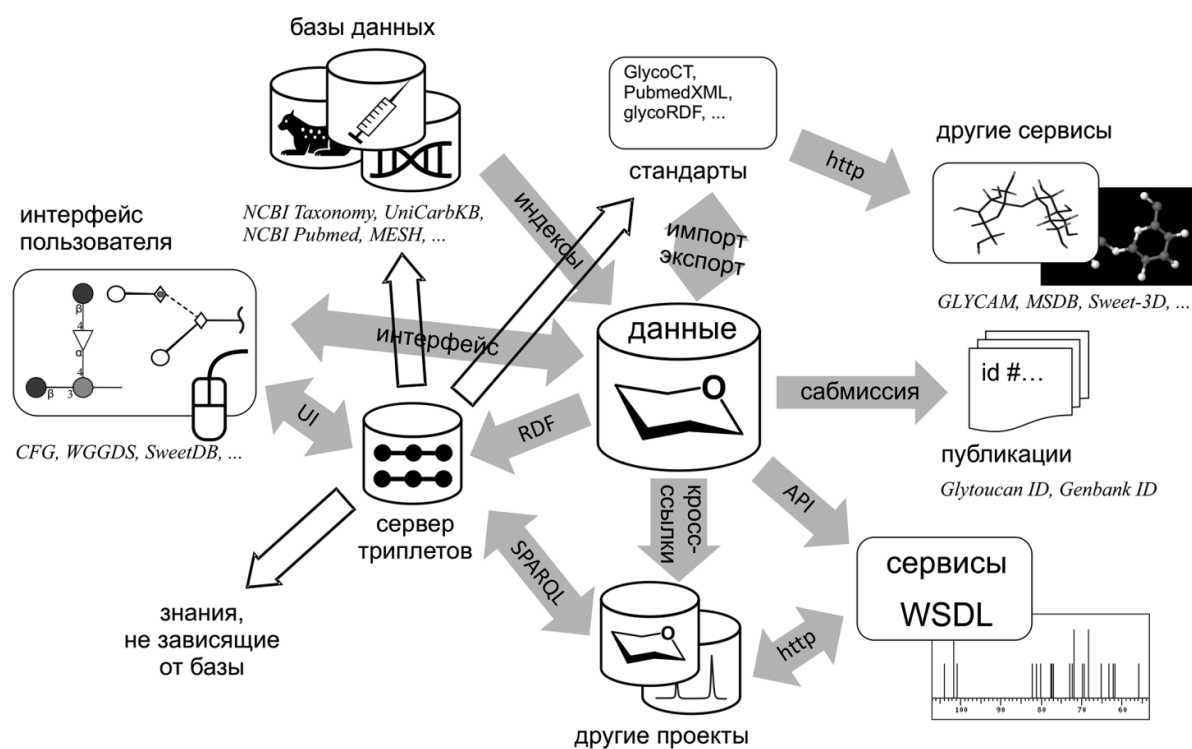 базы данных
NCBI Taxonomy, UniCarbKB,
NCBI Pubmed, MESH, ...
GlycoCT,
PubmedXML,
glycoRDF, ...
стандарты
http
другие сервисы
GLYCAM, MSDB, Sweet-3D, ...
интерфейс
пользователя
β
4
α
4
β
3
CFG, WGGDS, SweetDB, ...
индексы
импорт
экспорт
интерфейс
UI
данные
O
RDF
сабмиссия
id #...
публикации
Glytoucan ID, Genbank ID
сервер
триплетов
знания,
не зависящие
от базы
SPARQL
кросс-
ссылки
API
O
другие проекты
http
сервисы
WSDL
100 90 80 70 60